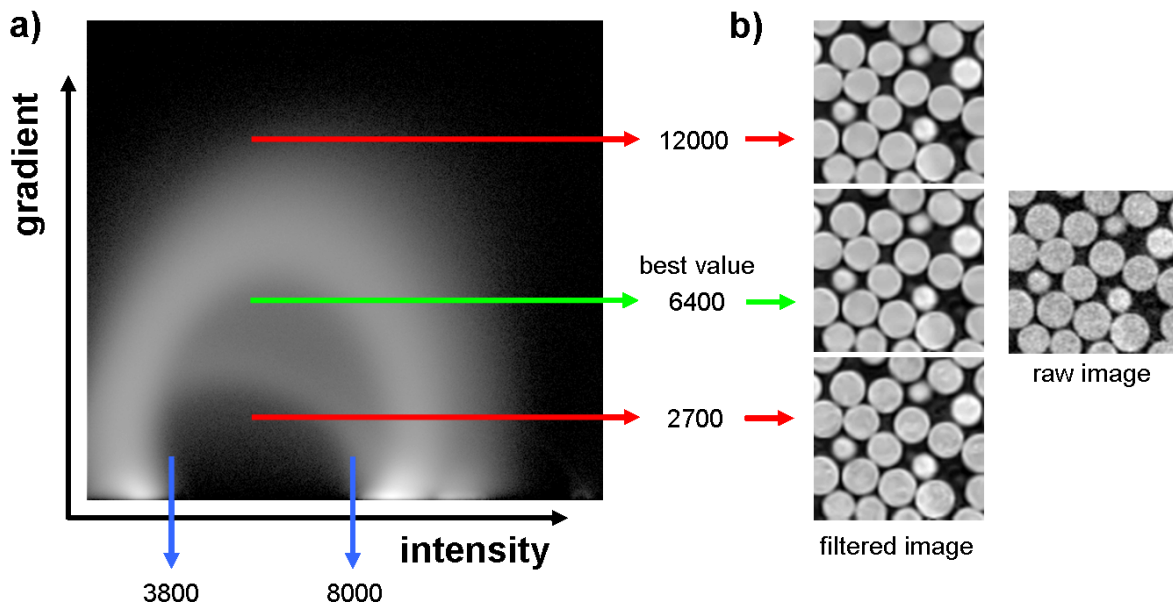 a)
b)
gradient
12000
best value
6400
2700
raw image
filtered image
intensity
3800
8000